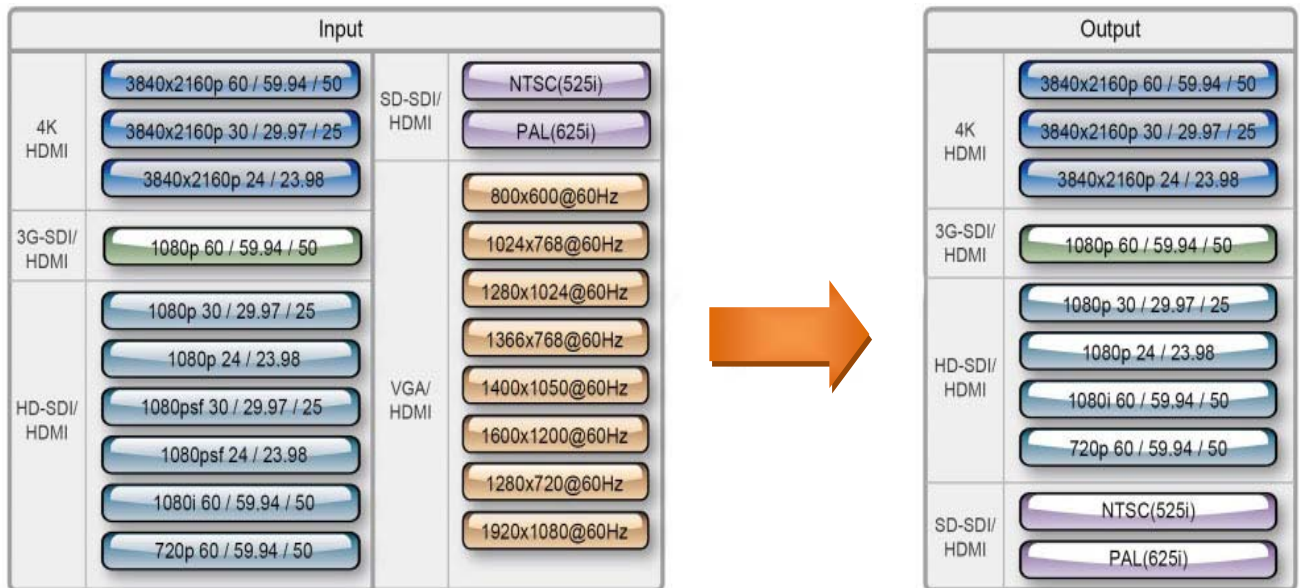 Input
4K
HDMI
3840x2160p 60 / 59.94 / 50
3840x2160p 30 / 29.97 / 25
3840x2160p 24 / 23.98
3G-SDI/
HDMI
1080p 60 / 59.94 / 50
HD-SDI/
HDMI
1080p 30 / 29.97 / 25
1080p 24 / 23.98
1080psf 30 / 29.97 / 25
1080psf 24 / 23.98
1080i 60 / 59.94 / 50
720p 60 / 59.94 / 50
SD-SDI/
HDMI
NTSC(525i)
PAL(625i)
VGA/
HDMI
800x600@60Hz
1024x768@60Hz
1280x1024@60Hz
1366x768@60Hz
1400x1050@60Hz
1600x1200@60Hz
1280x720@60Hz
1920x1080@60Hz
Output
4K
HDMI
3840x2160p 60 / 59.94 / 50
3840x2160p 30 / 29.97 / 25
3840x2160p 24 / 23.98
3G-SDI/
HDMI
1080p 60 / 59.94 / 50
HD-SDI/
HDMI
1080p 30 / 29.97 / 25
1080p 24 / 23.98
1080i 60 / 59.94 / 50
720p 60 / 59.94 / 50
SD-SDI/
HDMI
NTSC(525i)
PAL(625i)